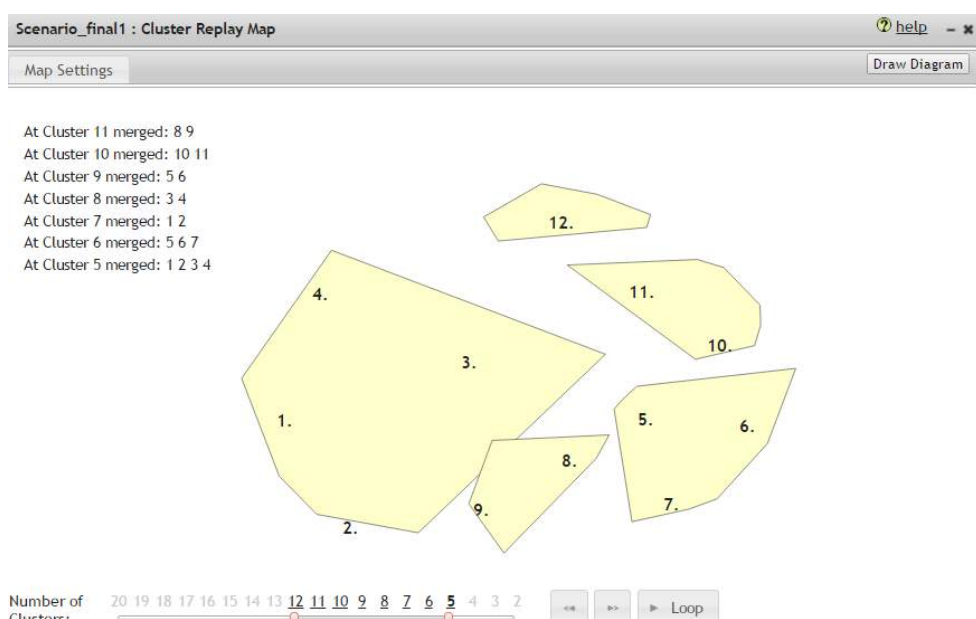 Scenario_final1 : Cluster Replay Map
help
Map Settings
Draw Diagram
At Cluster 11 merged: 8 9
At Cluster 10 merged: 10 11
At Cluster 9 merged: 5 6
At Cluster 8 merged: 3 4
At Cluster 7 merged: 1 2
At Cluster 6 merged: 5 6 7
At Cluster 5 merged: 1 2 3 4
12.
4.
11.
10.
3.
1.
5.
6.
8.
7.
9.
2.
Number of
Clusters:
20 19 18 17 16 15 14 13 12 11 10 9 8 7 6 5 4 3 2
Loop